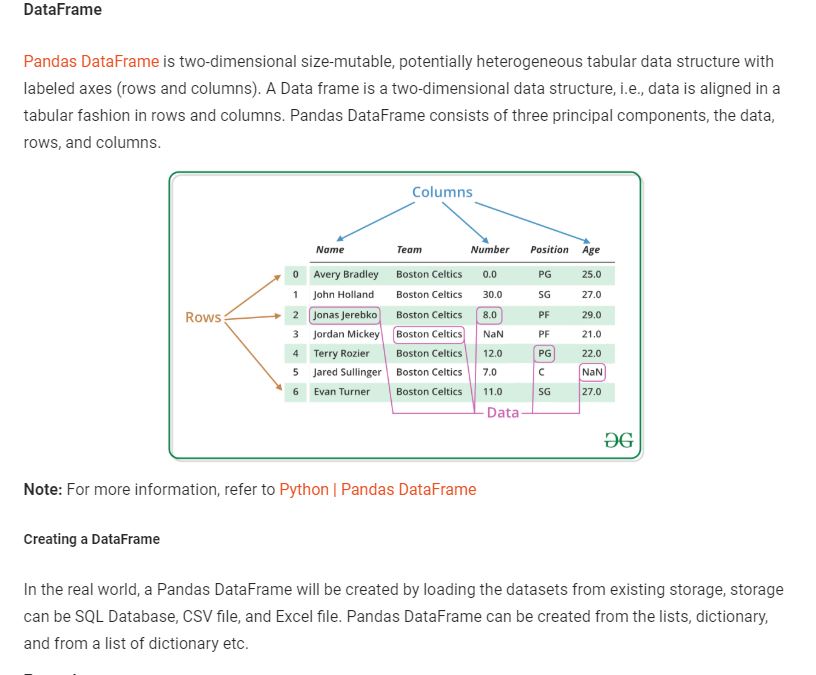 DataFrame
Pandas DataFrame is two-dimensional size-mutable, potentially heterogeneous tabular data structure with
labeled axes (rows and columns). A Data frame is a two-dimensional data structure, i.e., data is aligned in a
tabular fashion in rows and columns. Pandas DataFrame consists of three principal components, the data,
rows, and columns.
Columns
Name Team Number Position Age
0 Avery Bradley Boston Celtics 0.0 PG 25.0
1 John Holland Boston Celtics 30.0 SG 27.0
Rows
2 Jonas Jerebko Boston Celtics 8.0 PF 29.0
3 Jordan Mickey Boston Celtics NaN PF 21.0
4 Terry Rozier Boston Celtics 12.0 PG 22.0
5 Jared Sullinger Boston Celtics 7.0 C NaN
6 Evan Turner Boston Celtics 11.0 SG 27.0
Data
Note: For more information, refer to Python | Pandas DataFrame
Creating a DataFrame
In the real world, a Pandas DataFrame will be created by loading the datasets from existing storage, storage
can be SQL Database, CSV file, and Excel file. Pandas DataFrame can be created from the lists, dictionary,
and from a list of dictionary etc.